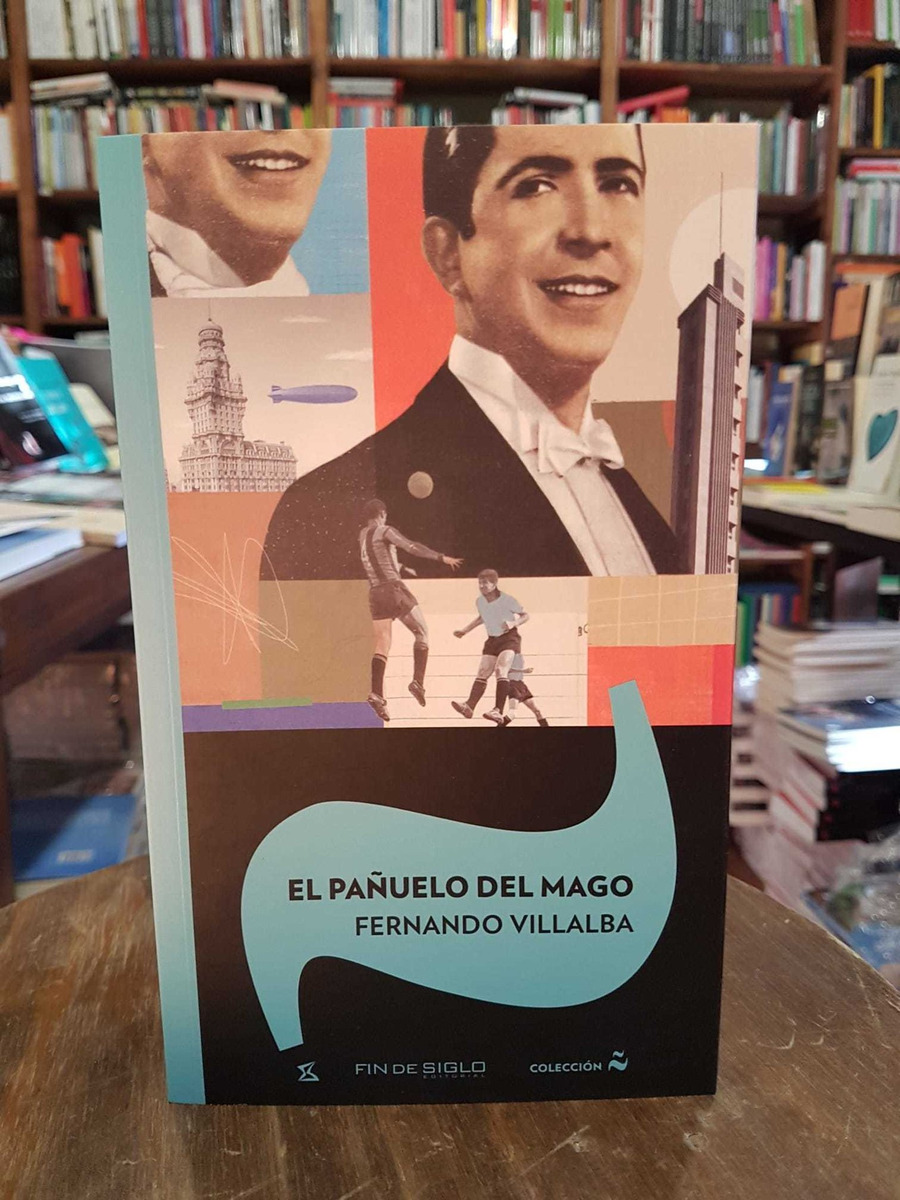 EL PAÑUELO DEL MAGO
FERNANDO VILLALBA
FIN DE SIGLO
EDITORIAL
COLECCIÓN Ñ